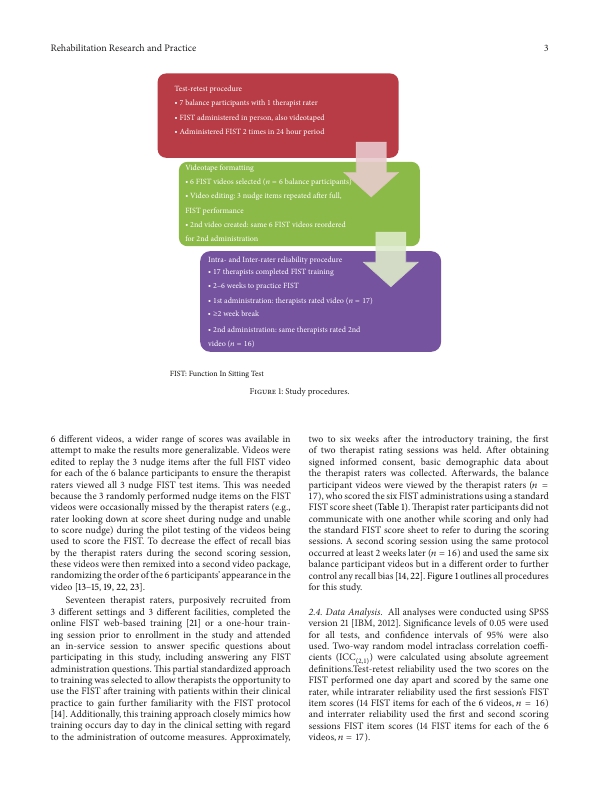 Rehabilitation Research and Practice
3
Test-retest procedure
• 7 balance participants with 1 therapist rater
• FIST administered in person, also videotaped
• Administered FIST 2 times in 24 hour period
Videotape formatting
• 6 FIST videos selected (n = 6 balance participants)
• Video editing: 3 nudge items repeated after full,
FIST performance
• 2nd video created: same 6 FIST videos reordered
for 2nd administration
Intra- and Inter-rater reliability procedure
• 17 therapists completed FIST training
• 2–6 weeks to practice FIST
• 1st administration: therapists rated video (n = 17)
• ≥2 week break
• 2nd administration: same therapists rated 2nd
video (n = 16)
FIST: Function In Sitting Test
Figure 1: Study procedures.
6 different videos, a wider range of scores was available in
attempt to make the results more generalizable. Videos were
edited to replay the 3 nudge items after the full FIST video
for each of the 6 balance participants to ensure the therapist
raters viewed all 3 nudge FIST test items. This was needed
because the 3 randomly performed nudge items on the FIST
videos were occasionally missed by the therapist raters (e.g.,
rater looking down at score sheet during nudge and unable
to score nudge) during the pilot testing of the videos being
used to score the FIST. To decrease the effect of recall bias
by the therapist raters during the second scoring session,
these videos were then remixed into a second video package,
randomizing the order of the 6 participants' appearance in the
video [13–15, 19, 22, 23].
Seventeen therapist raters, purposively recruited from
3 different settings and 3 different facilities, completed the
online FIST web-based training [21] or a one-hour train-
ing session prior to enrollment in the study and attended
an in-service session to answer specific questions about
participating in this study, including answering any FIST
administration questions. This partial standardized approach
to training was selected to allow therapists the opportunity to
use the FIST after training with patients within their clinical
practice to gain further familiarity with the FIST protocol
[14]. Additionally, this training approach closely mimics how
training occurs day to day in the clinical setting with regard
to the administration of outcome measures. Approximately,
two to six weeks after the introductory training, the first
of two therapist rating sessions was held. After obtaining
signed informed consent, basic demographic data about
the therapist raters was collected. Afterwards, the balance
participant videos were viewed by the therapist raters (n =
17), who scored the six FIST administrations using a standard
FIST score sheet (Table 1). Therapist rater participants did not
communicate with one another while scoring and only had
the standard FIST score sheet to refer to during the scoring
sessions. A second scoring session using the same protocol
occurred at least 2 weeks later (n = 16) and used the same six
balance participant videos but in a different order to further
control any recall bias [14, 22]. Figure 1 outlines all procedures
for this study.
2.4. Data Analysis. All analyses were conducted using SPSS
version 21 [IBM, 2012]. Significance levels of 0.05 were used
for all tests, and confidence intervals of 95% were also
used. Two-way random model intraclass correlation coeffi-
cients (ICC(2,1)) were calculated using absolute agreement
definitions.Test-retest reliability used the two scores on the
FIST performed one day apart and scored by the same one
rater, while intrarater reliability used the first session's FIST
item scores (14 FIST items for each of the 6 videos, n = 16)
and interrater reliability used the first and second scoring
sessions FIST item scores (14 FIST items for each of the 6
videos, n = 17).